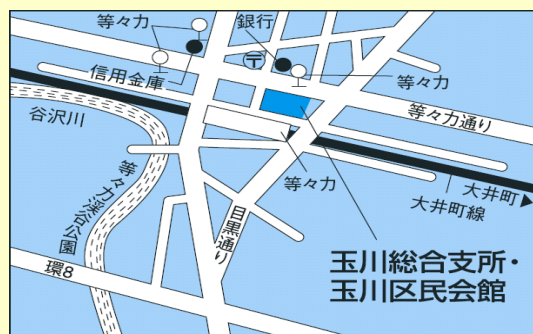 等々力
銀行
〒
信用金庫
等々力
等々力通り
谷沢川
等々力
等々力渓谷公園
大井町
大井町線
目黒通り
環8
玉川総合支所・
玉川区民会館